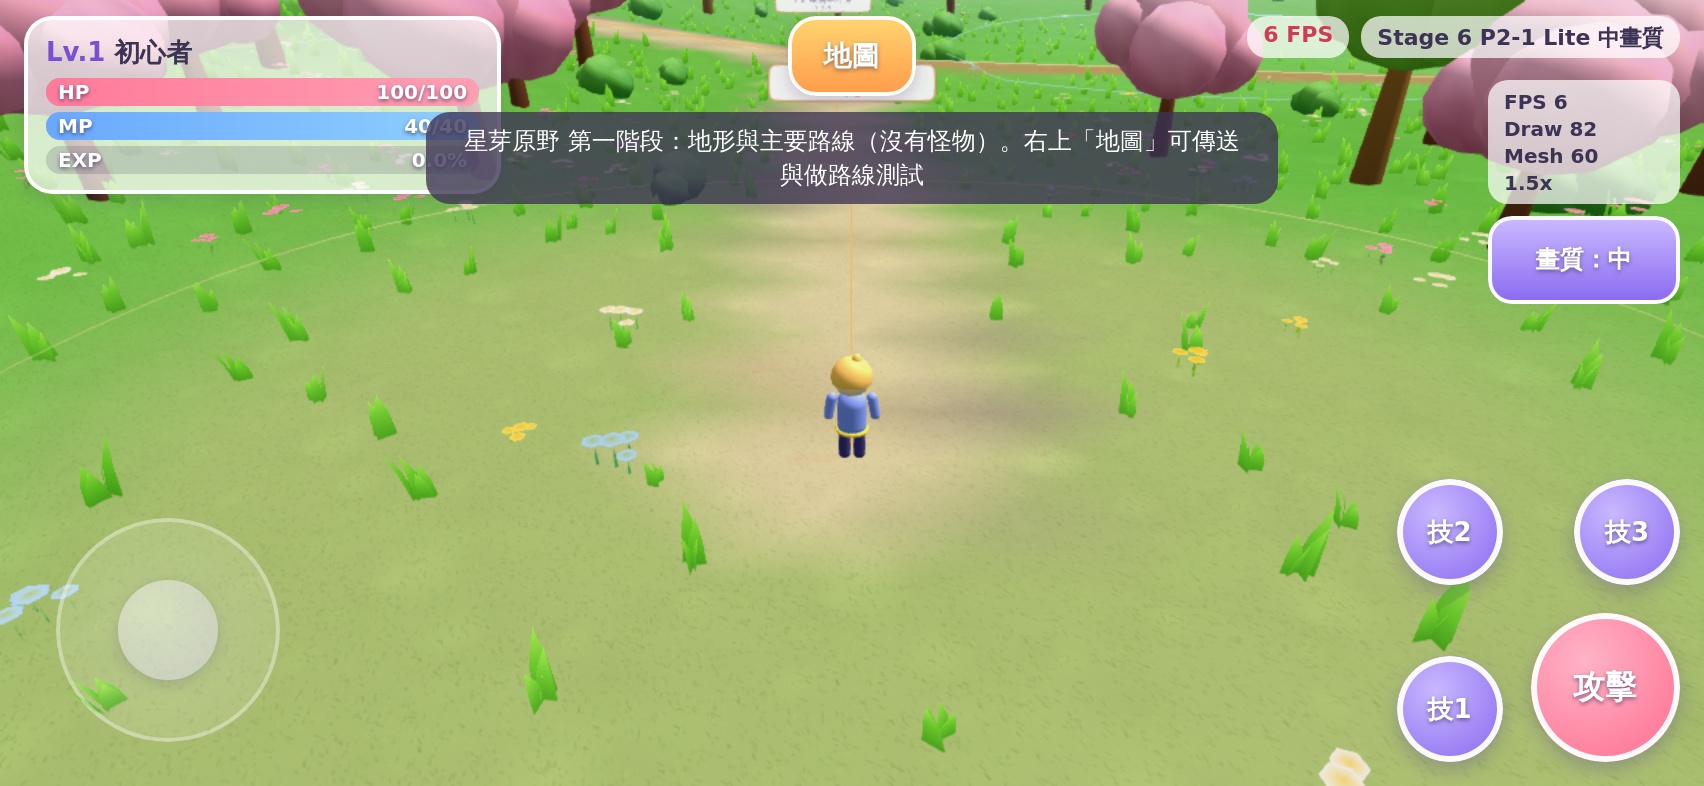 Lv.1 初心者
HP 100/100
MP 40/40
EXP 0.0%
地圖
6 FPS
Stage 6 P2-1 Lite 中畫質
FPS 6
Draw 82
Mesh 60
1.5x
畫質：中
星芽原野 第一階段：地形與主要路線（沒有怪物）。右上「地圖」可傳送
與做路線測試
技2
技3
技1
攻擊